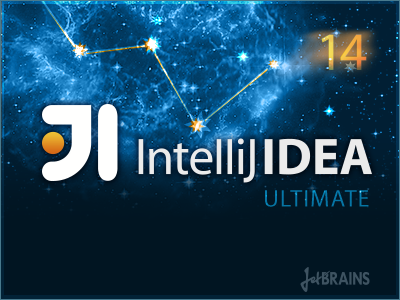 14
IntelliJ IDEA
ULTIMATE
JetBRAINS